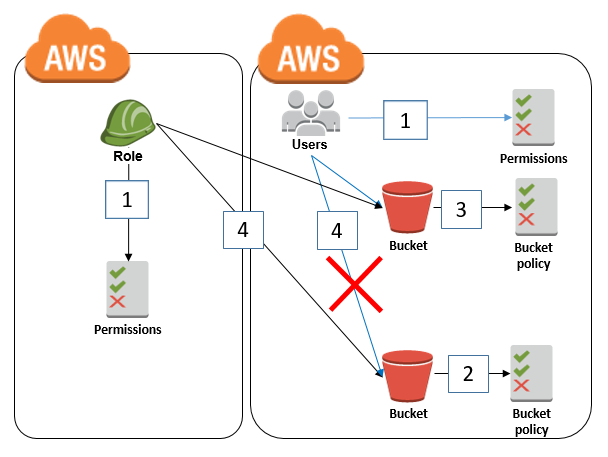 AWS
AWS
Users
1
Permissions
Role
1
3
Bucket
Bucket
policy
4
4
Permissions
2
Bucket
Bucket
policy